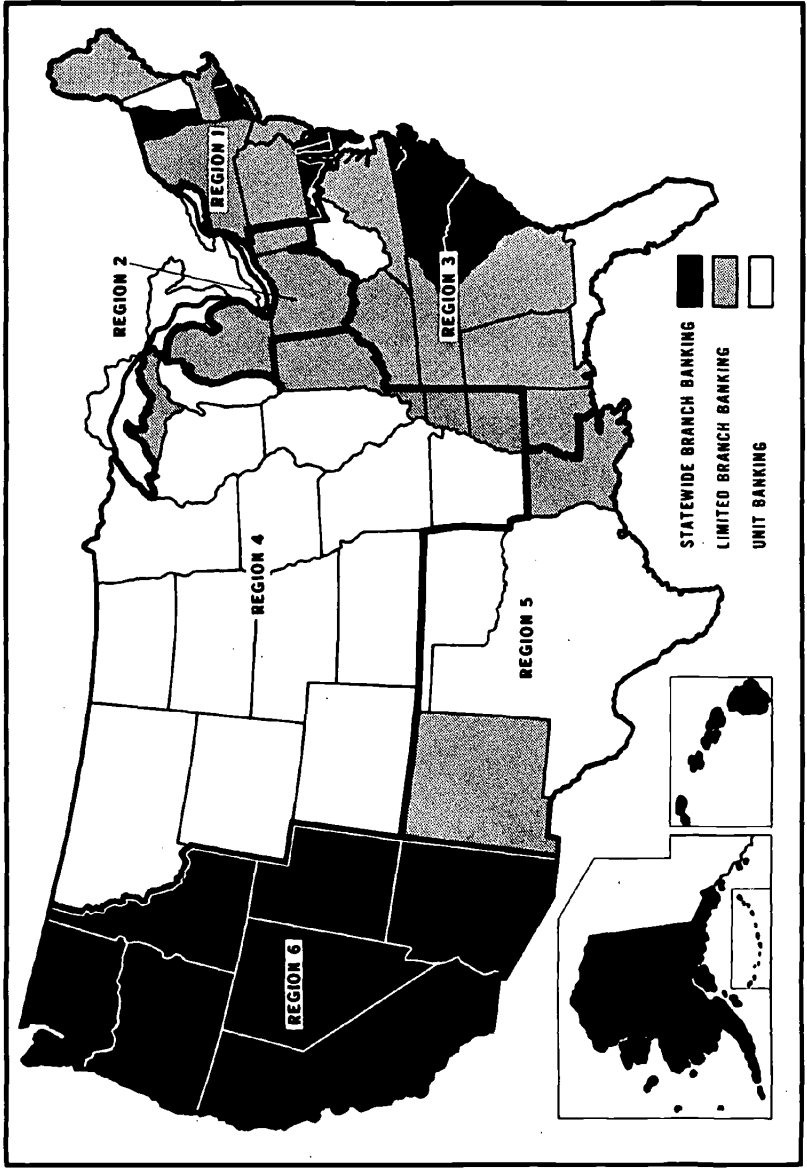 REGION 1
REGION 2
REGION 3
REGION 4
REGION 5
REGION 6
STATEWIDE BRANCH BANKING
LIMITED BRANCH BANKING
UNIT BANKING